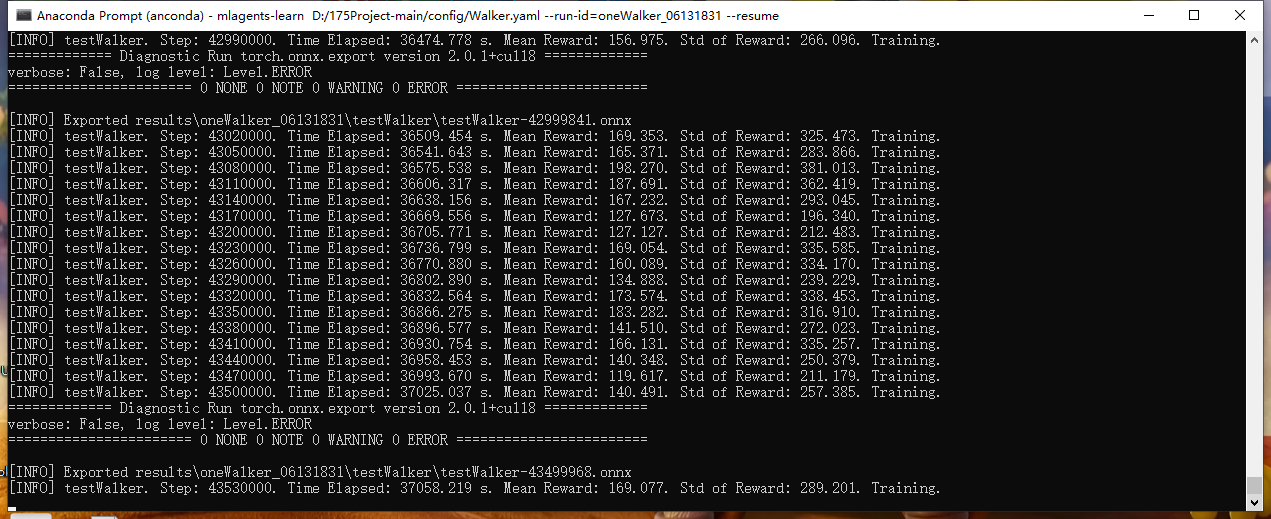 Anaconda Prompt (anconda) - mlagents-learn  D:/175Project-main/config/Walker.yaml --run-id=oneWalker_06131831 --resume
[INFO] testWalker. Step: 42990000. Time Elapsed: 36474.778 s. Mean Reward: 156.975. Std of Reward: 266.096. Training.
============= Diagnostic Run torch.onnx.export version 2.0.1+cu118 =============
verbose: False, log level: Level.ERROR
======================= 0 NONE 0 NOTE 0 WARNING 0 ERROR ========================
[INFO] Exported results\oneWalker_06131831\testWalker\testWalker-42999841.onnx
[INFO] testWalker. Step: 43020000. Time Elapsed: 36509.454 s. Mean Reward: 169.353. Std of Reward: 325.473. Training.
[INFO] testWalker. Step: 43050000. Time Elapsed: 36541.643 s. Mean Reward: 165.371. Std of Reward: 283.866. Training.
[INFO] testWalker. Step: 43080000. Time Elapsed: 36575.538 s. Mean Reward: 198.270. Std of Reward: 381.013. Training.
[INFO] testWalker. Step: 43110000. Time Elapsed: 36606.317 s. Mean Reward: 187.691. Std of Reward: 362.419. Training.
[INFO] testWalker. Step: 43140000. Time Elapsed: 36638.156 s. Mean Reward: 167.232. Std of Reward: 293.045. Training.
[INFO] testWalker. Step: 43170000. Time Elapsed: 36669.556 s. Mean Reward: 127.673. Std of Reward: 196.340. Training.
[INFO] testWalker. Step: 43200000. Time Elapsed: 36705.771 s. Mean Reward: 127.127. Std of Reward: 212.483. Training.
[INFO] testWalker. Step: 43230000. Time Elapsed: 36736.799 s. Mean Reward: 169.054. Std of Reward: 335.585. Training.
[INFO] testWalker. Step: 43260000. Time Elapsed: 36770.880 s. Mean Reward: 160.089. Std of Reward: 334.170. Training.
[INFO] testWalker. Step: 43290000. Time Elapsed: 36802.890 s. Mean Reward: 134.888. Std of Reward: 239.229. Training.
[INFO] testWalker. Step: 43320000. Time Elapsed: 36832.564 s. Mean Reward: 173.574. Std of Reward: 338.453. Training.
[INFO] testWalker. Step: 43350000. Time Elapsed: 36866.275 s. Mean Reward: 183.282. Std of Reward: 316.910. Training.
[INFO] testWalker. Step: 43380000. Time Elapsed: 36896.577 s. Mean Reward: 141.510. Std of Reward: 272.023. Training.
[INFO] testWalker. Step: 43410000. Time Elapsed: 36930.754 s. Mean Reward: 166.131. Std of Reward: 335.257. Training.
[INFO] testWalker. Step: 43440000. Time Elapsed: 36958.453 s. Mean Reward: 140.348. Std of Reward: 250.379. Training.
[INFO] testWalker. Step: 43470000. Time Elapsed: 36993.670 s. Mean Reward: 119.617. Std of Reward: 211.179. Training.
[INFO] testWalker. Step: 43500000. Time Elapsed: 37025.037 s. Mean Reward: 140.491. Std of Reward: 257.385. Training.
============= Diagnostic Run torch.onnx.export version 2.0.1+cu118 =============
verbose: False, log level: Level.ERROR
======================= 0 NONE 0 NOTE 0 WARNING 0 ERROR ========================
[INFO] Exported results\oneWalker_06131831\testWalker\testWalker-43499968.onnx
[INFO] testWalker. Step: 43530000. Time Elapsed: 37058.219 s. Mean Reward: 169.077. Std of Reward: 289.201. Training.